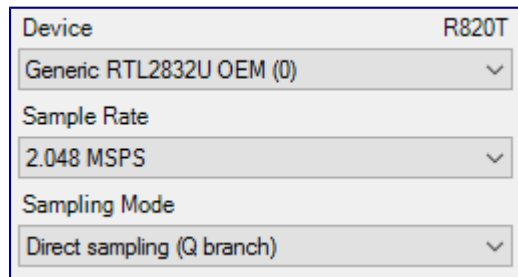 Device R820T
Generic RTL2832U OEM (0)
Sample Rate
2.048 MSPS
Sampling Mode
Direct sampling (Q branch)